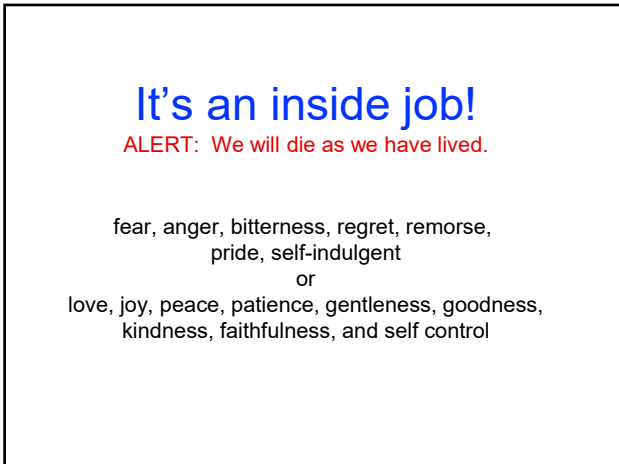 It’s an inside job!
ALERT:  We will die as we have lived.
fear, anger, bitterness, regret, remorse,
pride, self-indulgent
or
love, joy, peace, patience, gentleness, goodness,
kindness, faithfulness, and self control